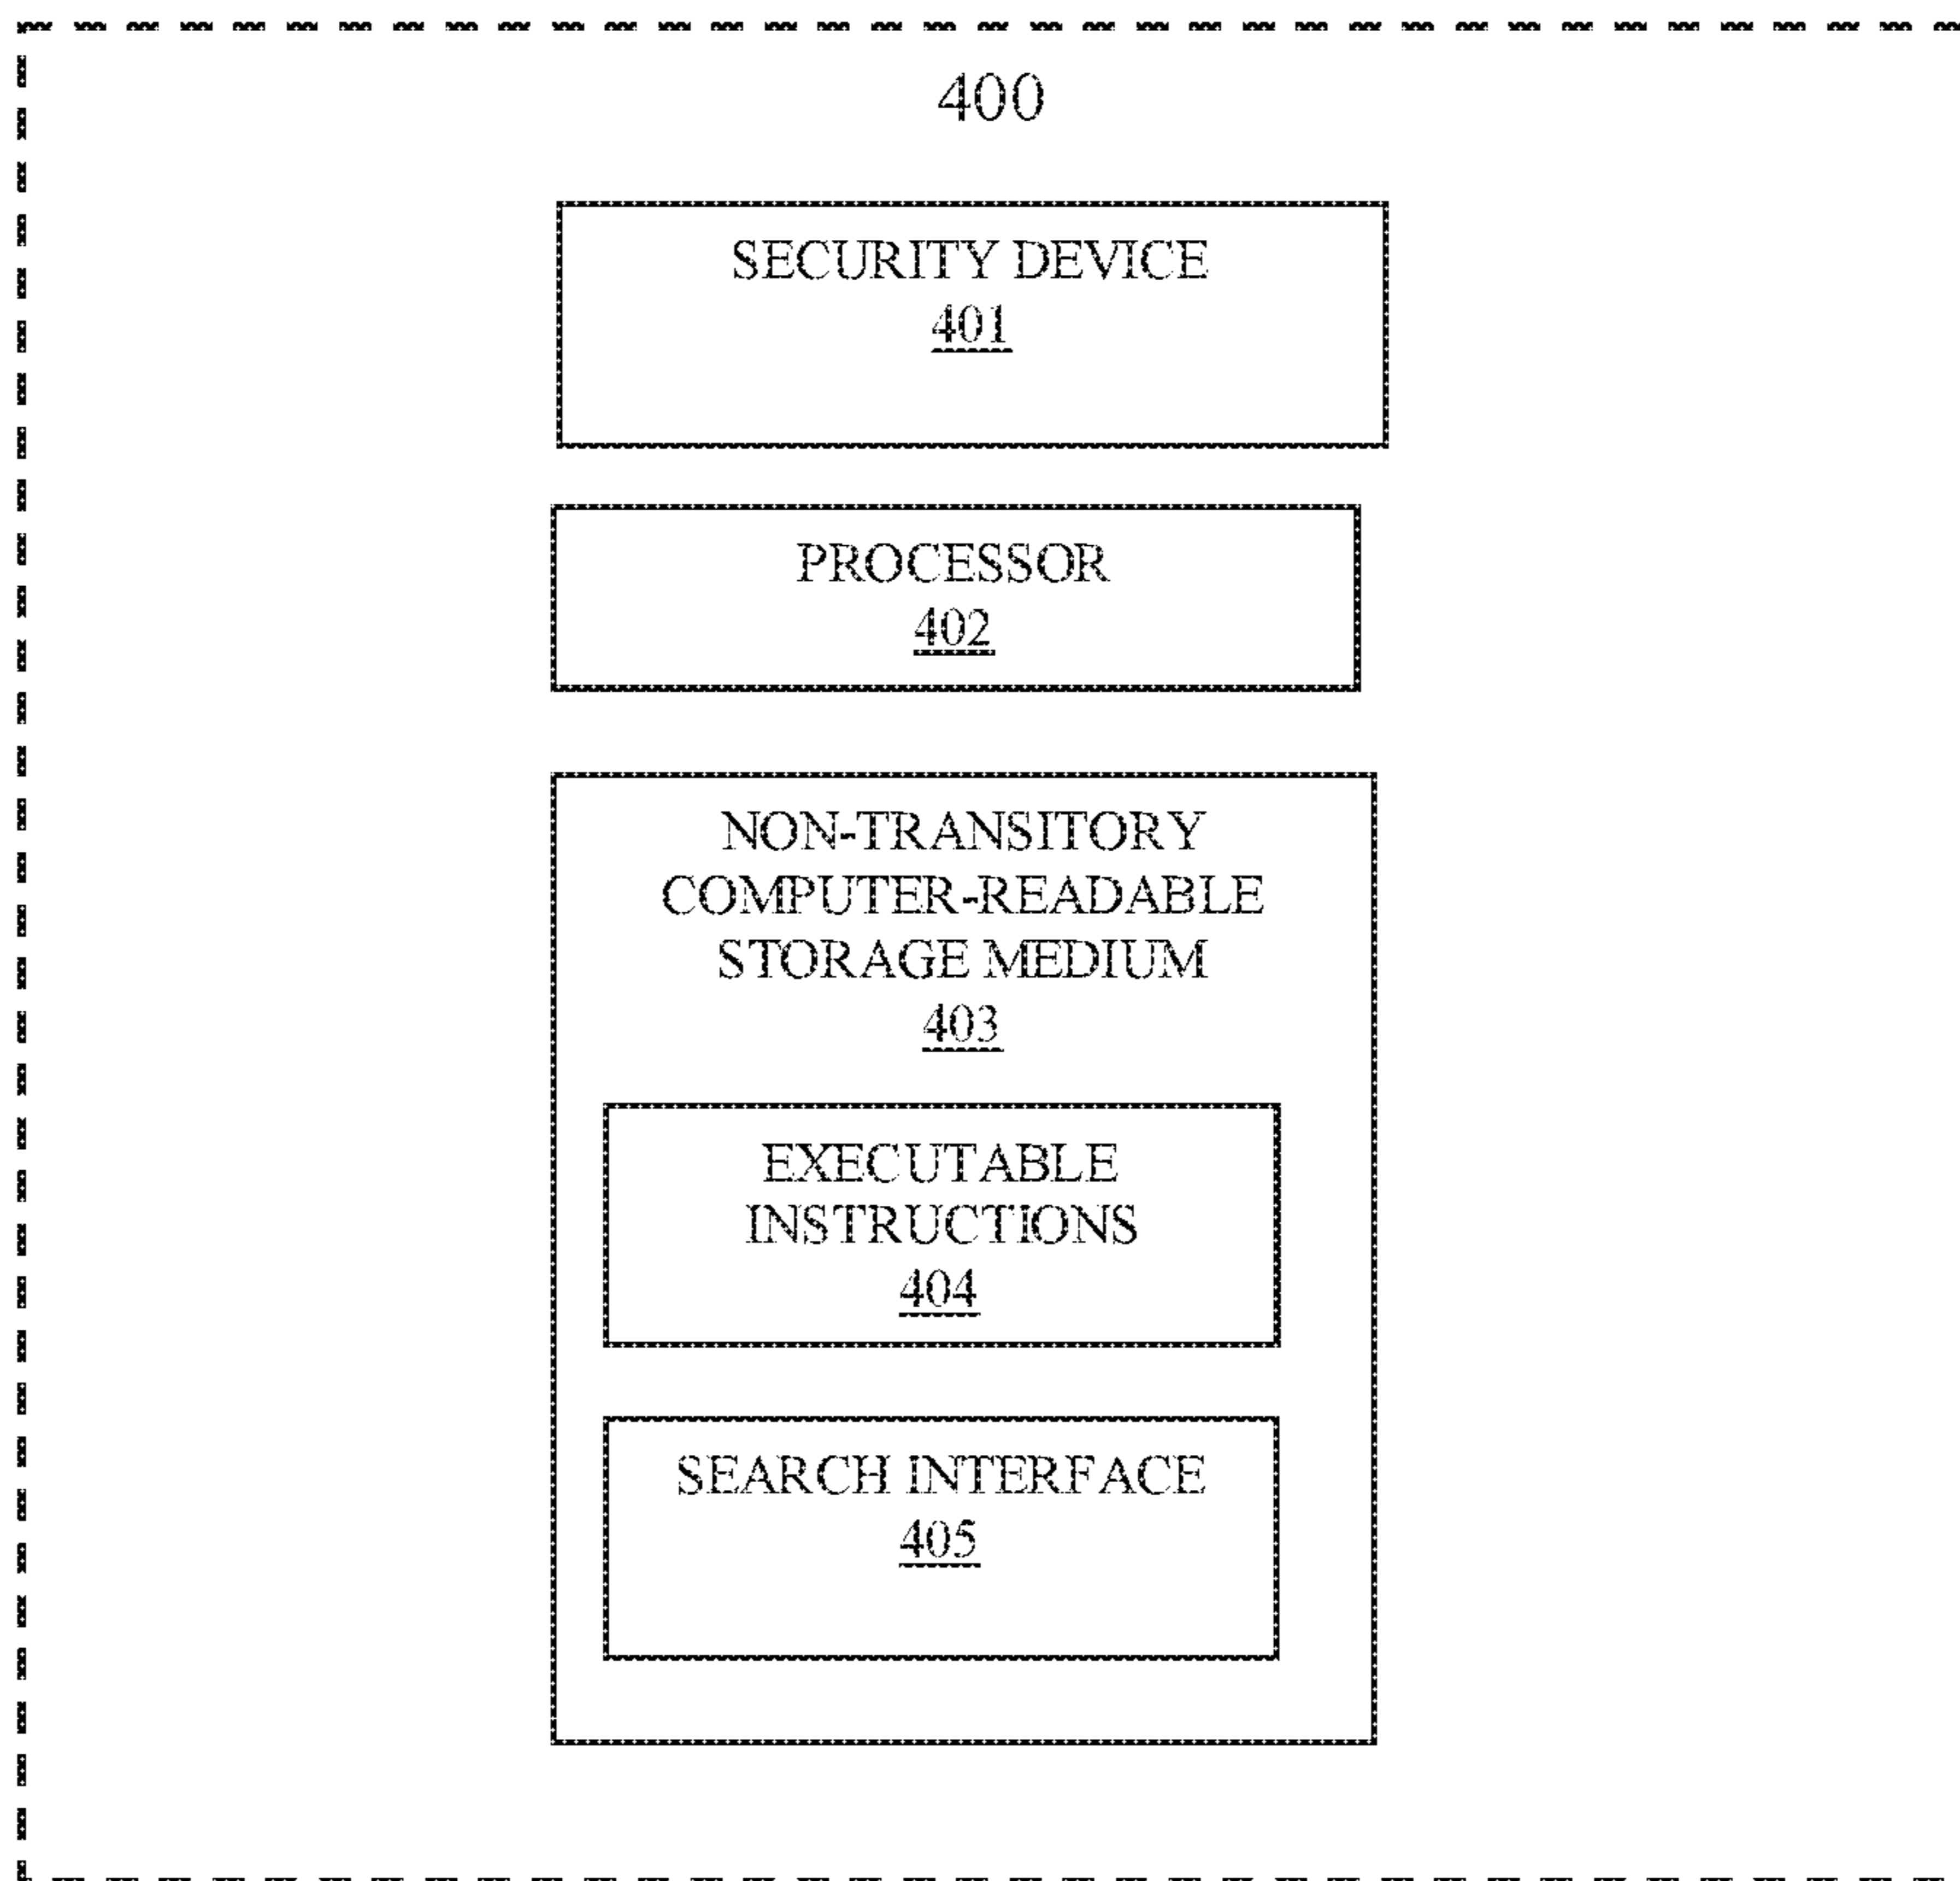 400
SECURITY DEVICE
401
PROCESSOR
402
NON-TRANSITORY
COMPUTER-READABLE
STORAGE MEDIUM
403
EXECUTABLE
INSTRUCTIONS
404
SEARCH INTERFACE
405